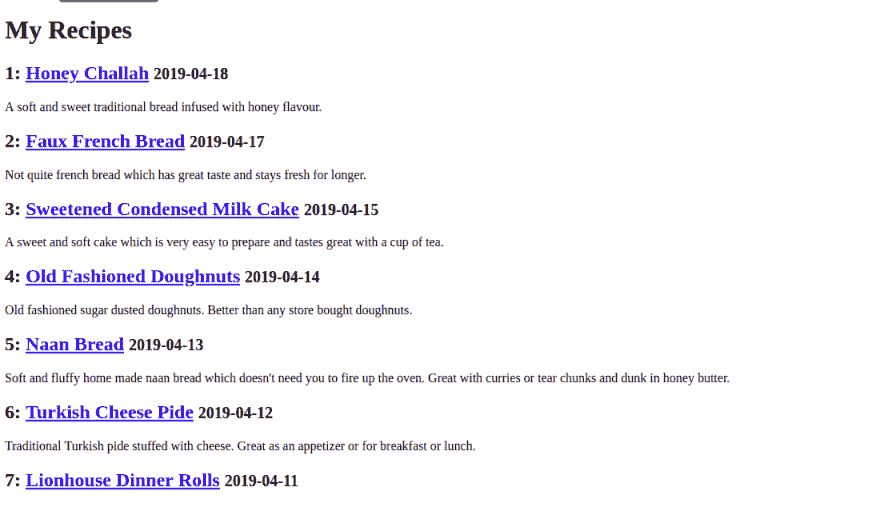 My Recipes
1: Honey Challah 2019-04-18
A soft and sweet traditional bread infused with honey flavour.
2: Faux French Bread 2019-04-17
Not quite french bread which has great taste and stays fresh for longer.
3: Sweetened Condensed Milk Cake 2019-04-15
A sweet and soft cake which is very easy to prepare and tastes great with a cup of tea.
4: Old Fashioned Doughnuts 2019-04-14
Old fashioned sugar dusted doughnuts. Better than any store bought doughnuts.
5: Naan Bread 2019-04-13
Soft and fluffy home made naan bread which doesn't need you to fire up the oven. Great with curries or tear chunks and dunk in honey butter.
6: Turkish Cheese Pide 2019-04-12
Traditional Turkish pide stuffed with cheese. Great as an appetizer or for breakfast or lunch.
7: Lionhouse Dinner Rolls 2019-04-11